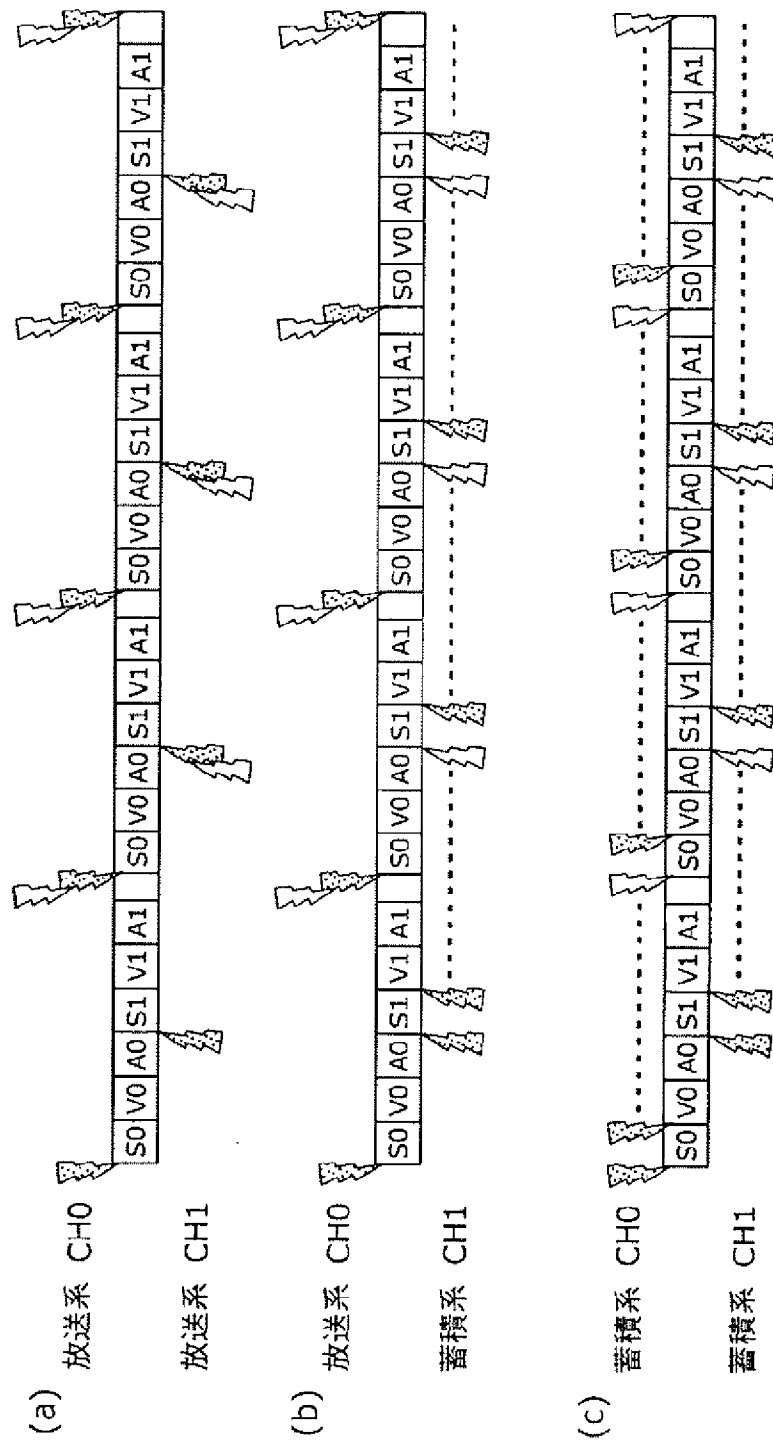 (a)
放送系 CH0
S0 V0 A0 S1 V1 A1 S0 V0 A0 S1 V1 A1 S0 V0 A0 S1 V1 A1 S0 V0 A0 S1 V1 A1
放送系 CH1
(b)
放送系 CH0
S0 V0 A0 S1 V1 A1 S0 V0 A0 S1 V1 A1 S0 V0 A0 S1 V1 A1 S0 V0 A0 S1 V1 A1
蓄積系 CH1
(c)
蓄積系 CH0
S0 V0 A0 S1 V1 A1 S0 V0 A0 S1 V1 A1 S0 V0 A0 S1 V1 A1 S0 V0 A0 S1 V1 A1
蓄積系 CH1